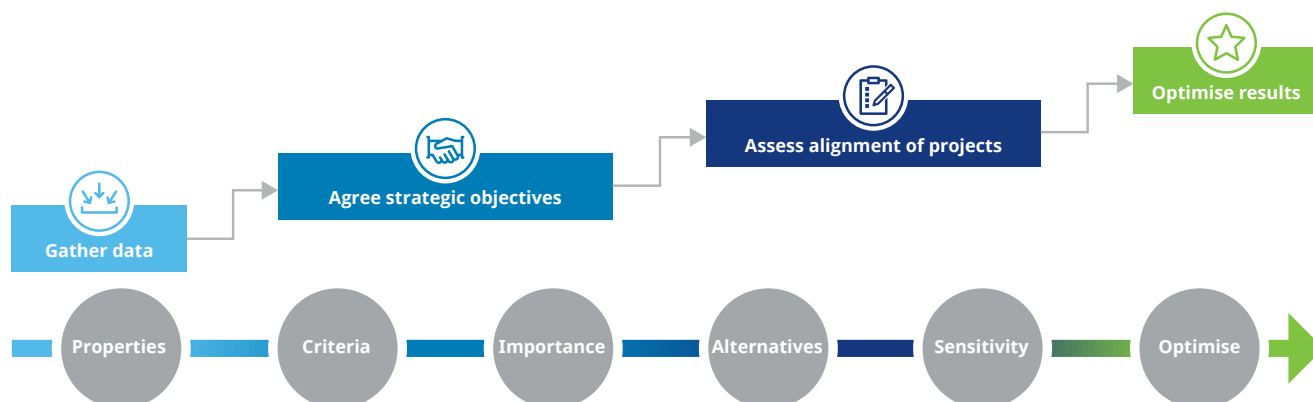 Optimise results
Assess alignment of projects
Agree strategic objectives
Gather data
Properties
Criteria
Importance
Alternatives
Sensitivity
Optimise